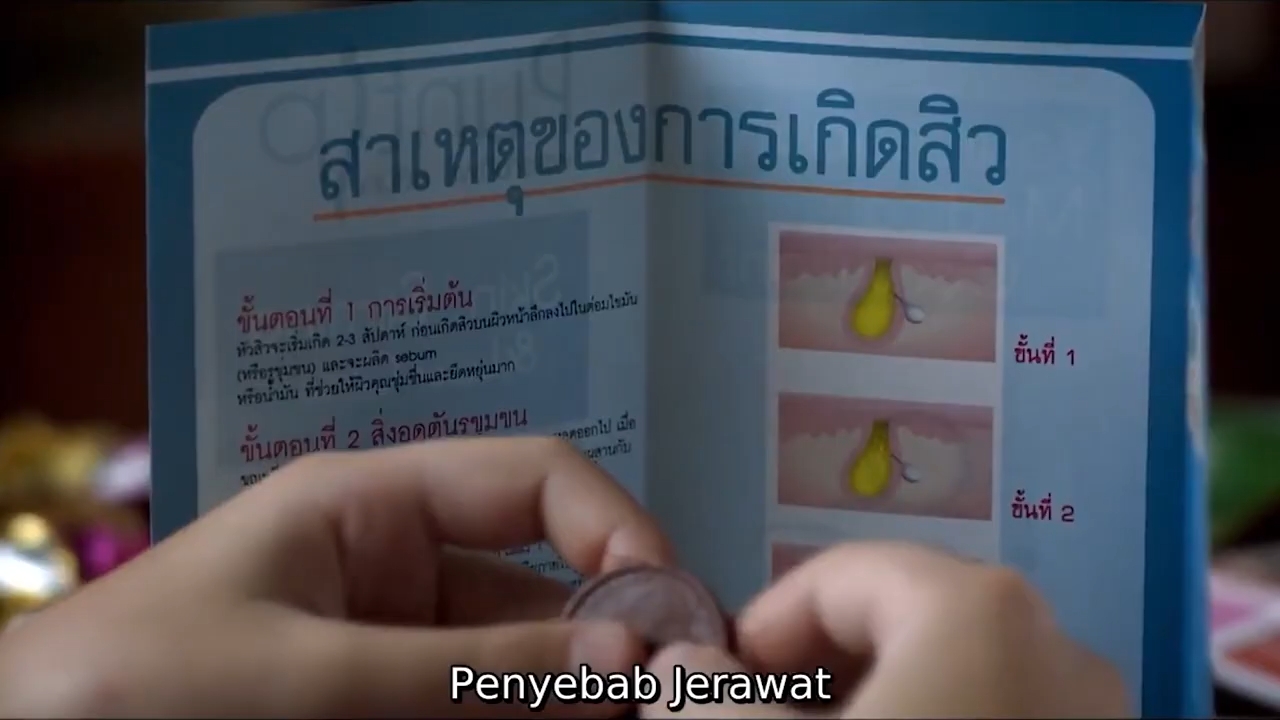 สาเหตุของการเกิดสิว
ขั้นตอนที่ 1 การเริ่มต้น
หัวสิวจะเริ่มเกิด 2-3 สัปดาห์ ก่อนเกิดสิวบนผิวหน้าลึกลงไปในต่อมไขมัน
(หรือรูขุมขน) และจะผลิต sebum
หรือน้ำมัน ที่ช่วยให้ผิวคุณชุ่มชื่นและยืดหยุ่นมาก
ขั้นตอนที่ 2 สิ่งอุดตันรูขุมขน
ออกไป เมื่อ
ขั้นที่ 1
ขั้นที่ 2
Penyebab Jerawat